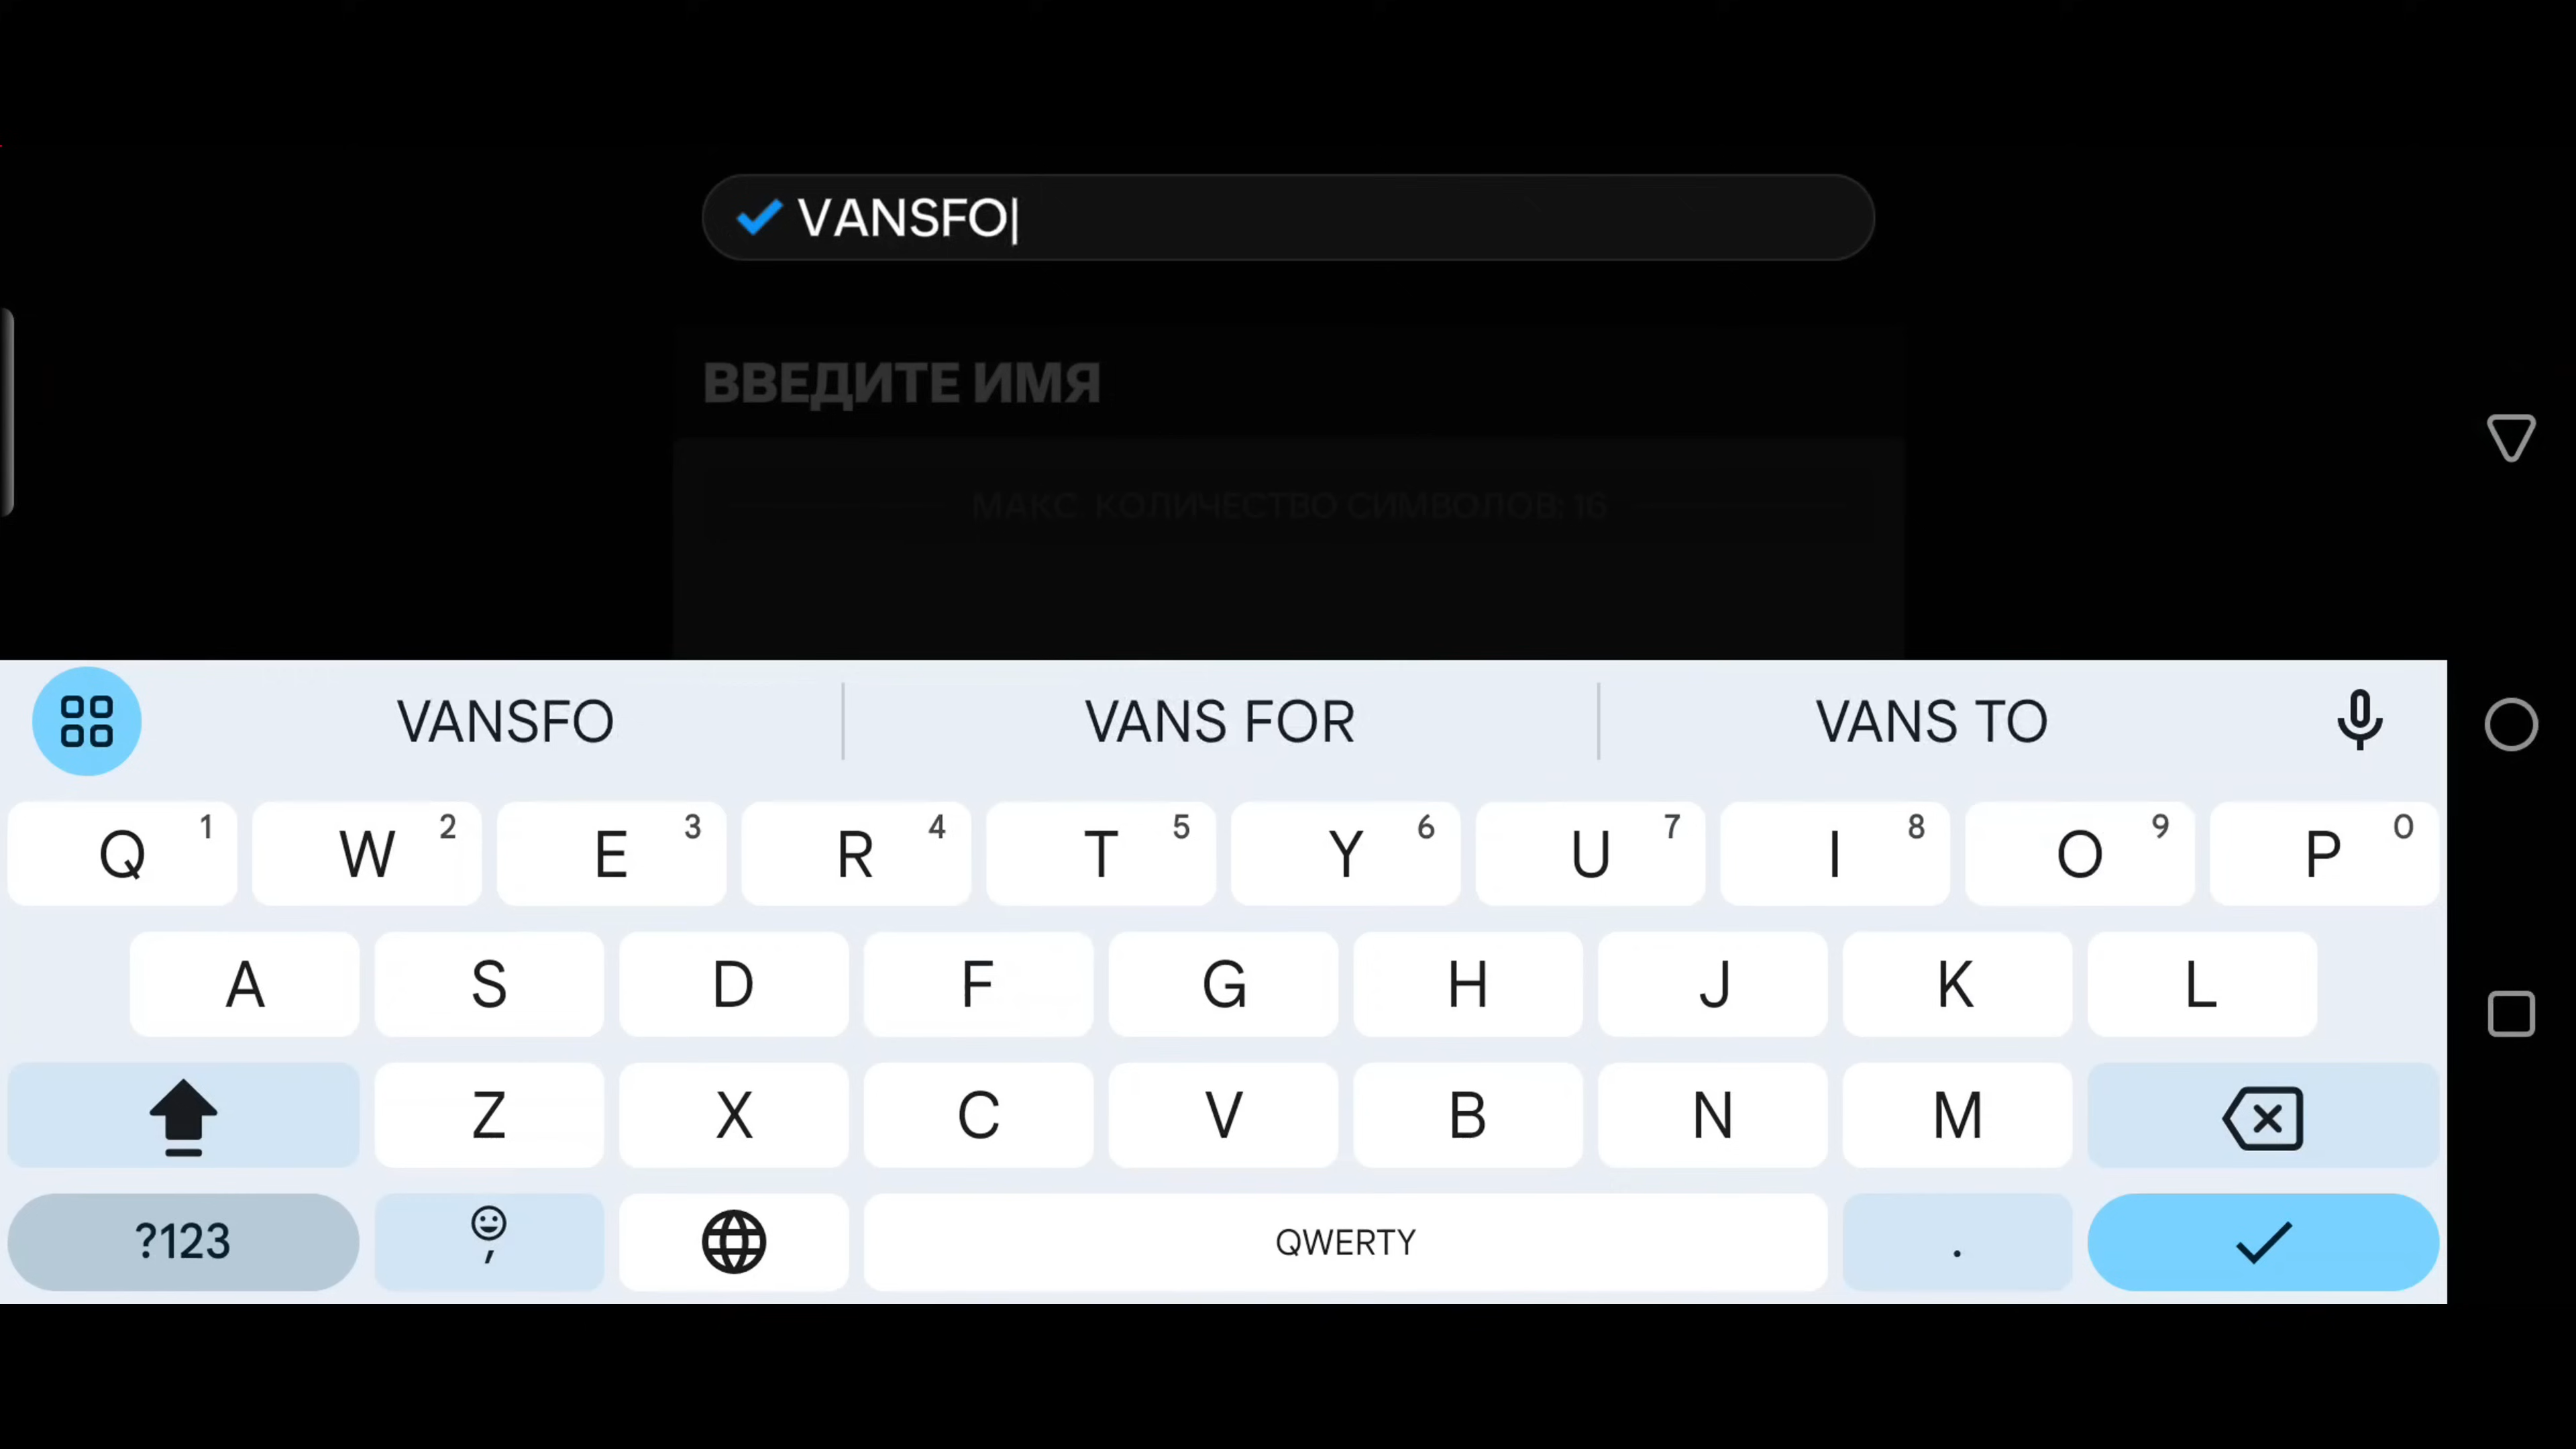 VANSFO
ВВЕДИТЕ ИМЯ
МАКС. КОЛИЧЕСТВО СИМВОЛОВ: 16
VANSFO VANS FOR VANS TO
Q 1 W 2 E 3 R 4 T 5 Y 6 U 7 I 8 O 9 P 0
A S D F G H J K L
Z X C V B N M
?123 , QWERTY .